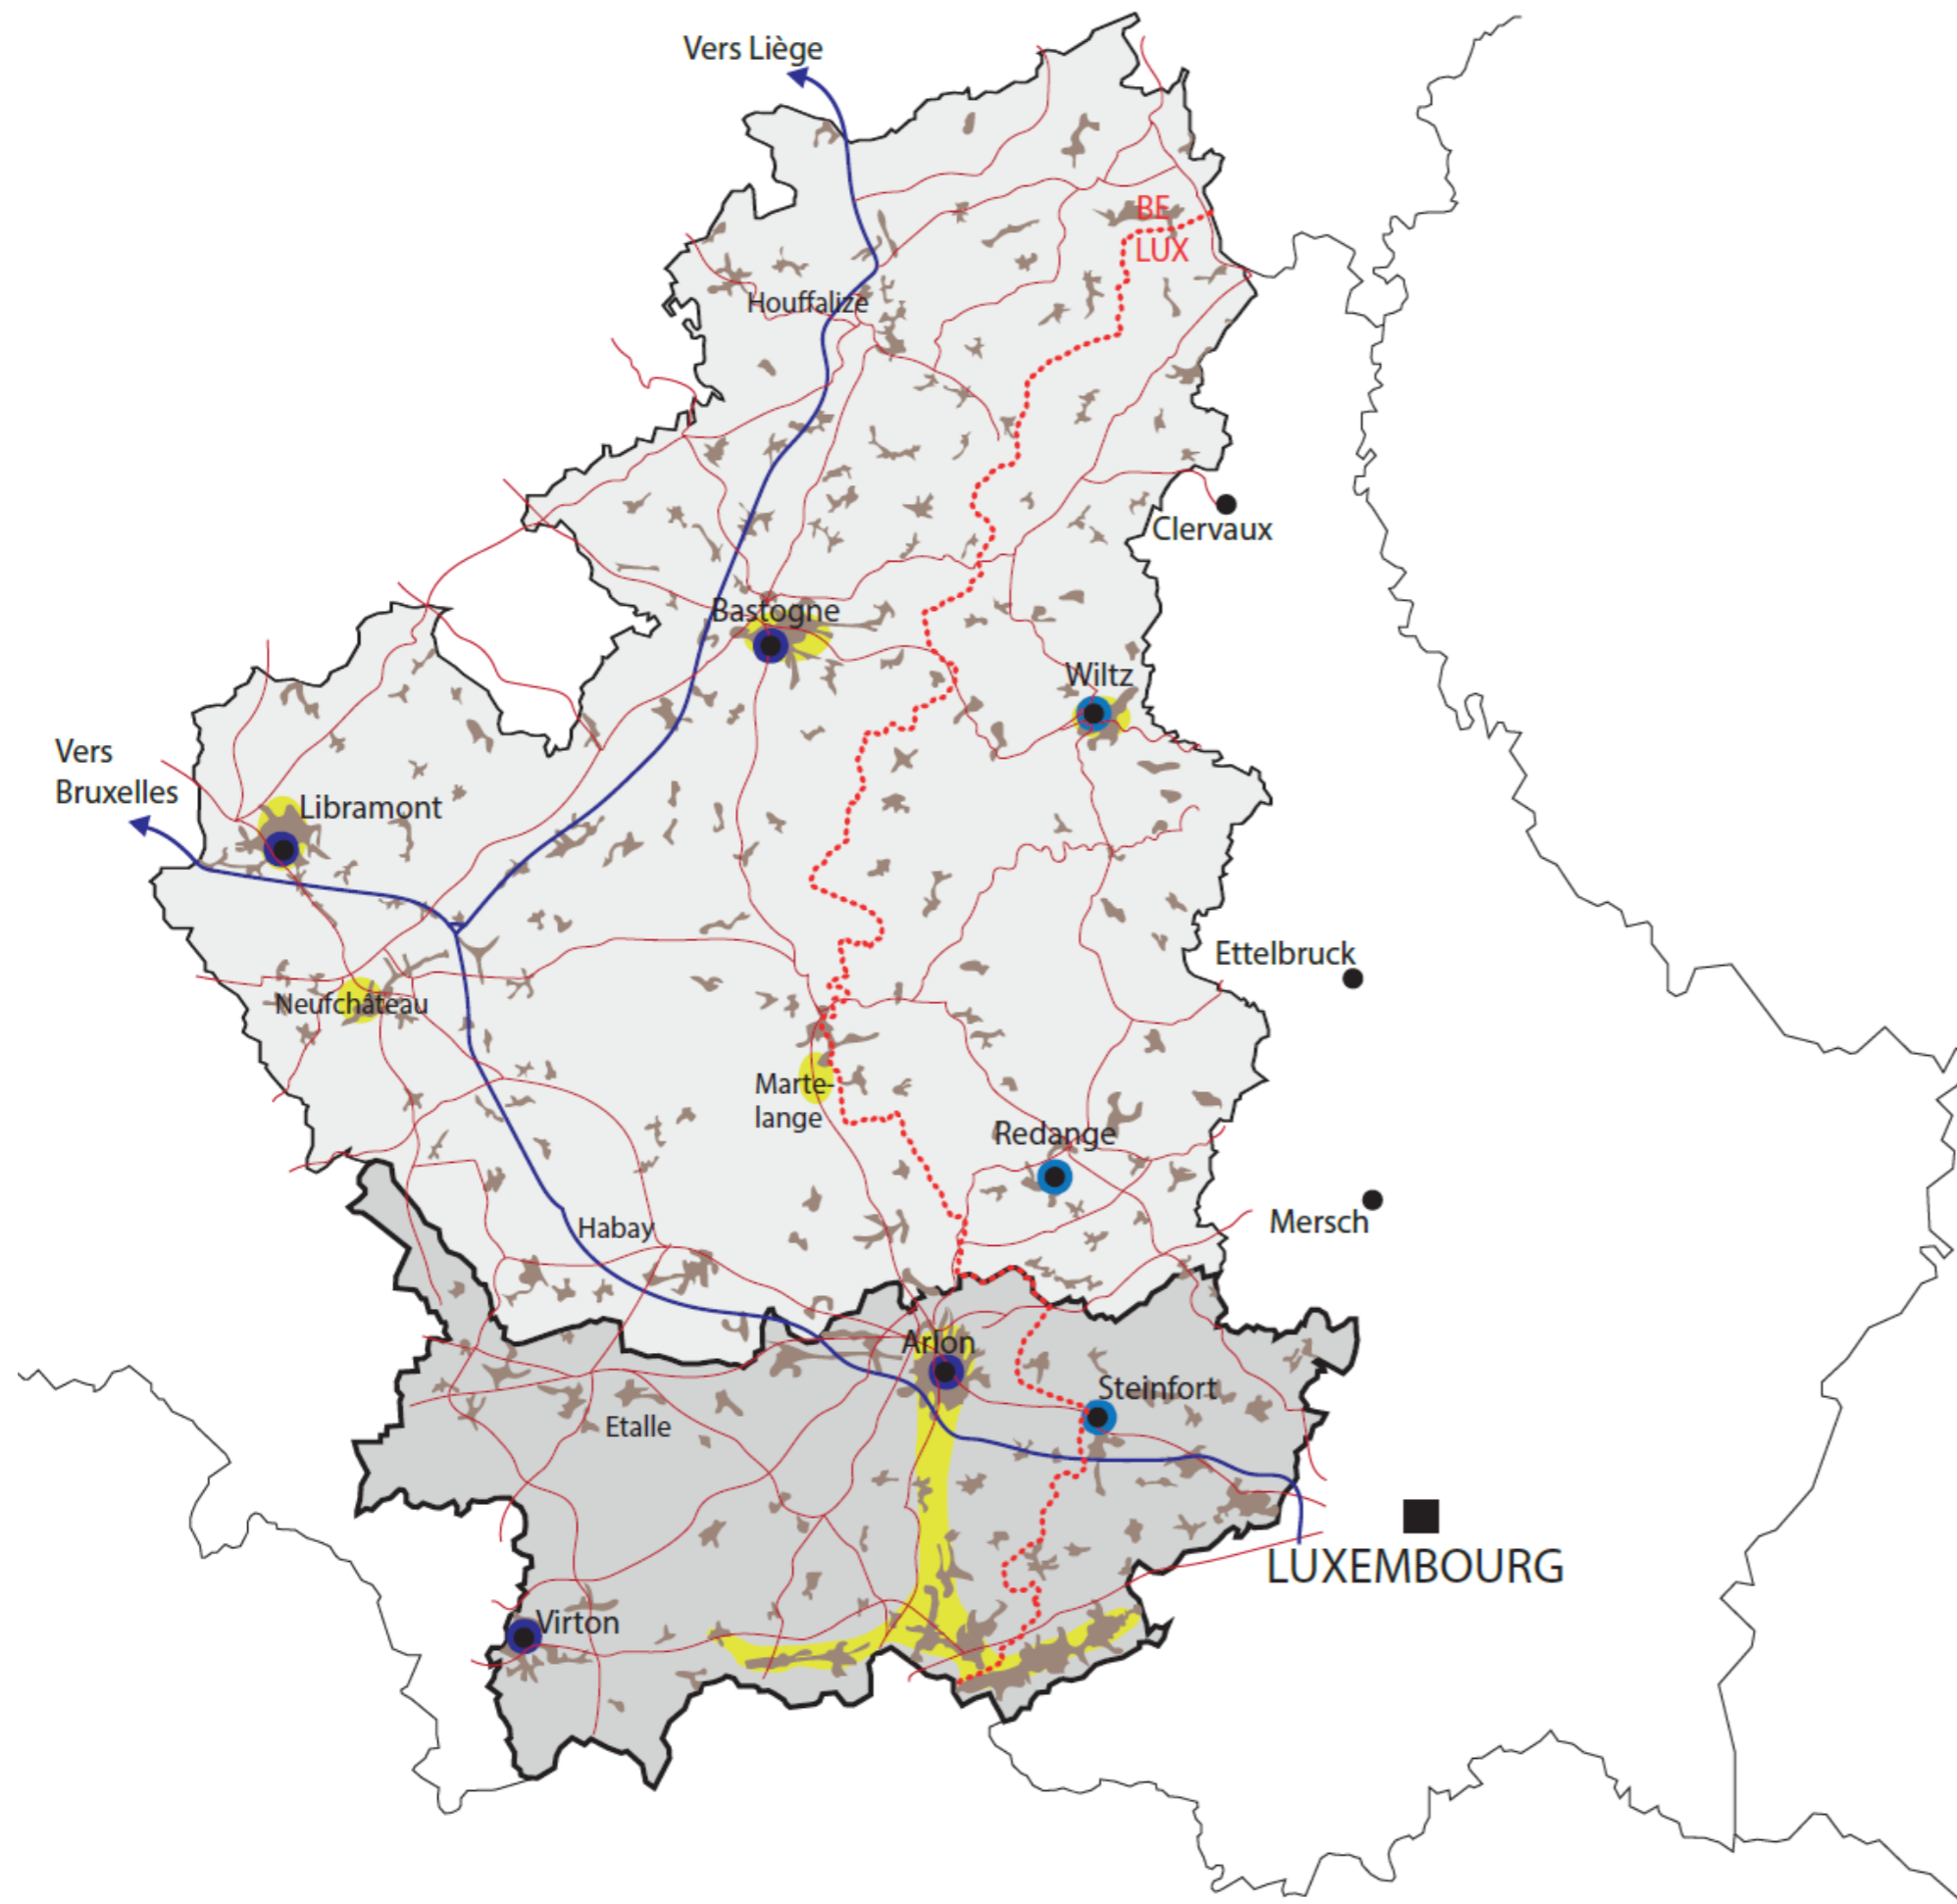 Vers Liège
BE
LUX
Houffalize
Clervaux
Bastogne
Wiltz
Vers
Bruxelles
Libramont
Ettelbruck
Neufchâteau
Marte-
lange
Redange
Mersch
Habay
Arlon
Steinfort
Etalle
LUXEMBOURG
Virton